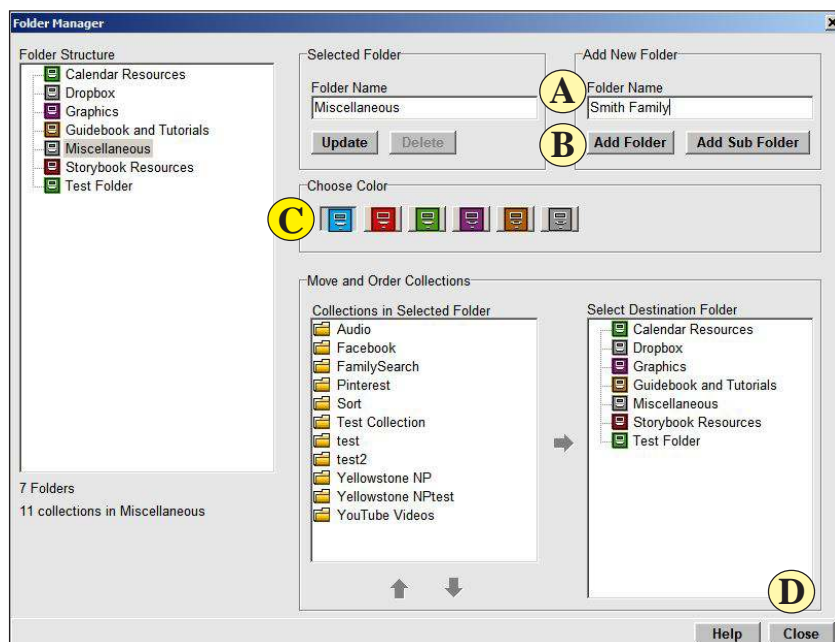 Folder Manager
Folder Structure
Calendar Resources
Dropbox
Graphics
Guidebook and Tutorials
Miscellaneous
Storybook Resources
Test Folder
7 Folders
11 collections in Miscellaneous
Selected Folder
Folder Name
Miscellaneous
Update
Delete
Add New Folder
A
Folder Name
Smith Family
B
Add Folder
Add Sub Folder
Choose Color
C
Move and Order Collections
Collections in Selected Folder
Audio
Facebook
FamilySearch
Pinterest
Sort
Test Collection
test
test2
Yellowstone NP
Yellowstone NPtest
YouTube Videos
Select Destination Folder
Calendar Resources
Dropbox
Graphics
Guidebook and Tutorials
Miscellaneous
Storybook Resources
Test Folder
D
Help
Close